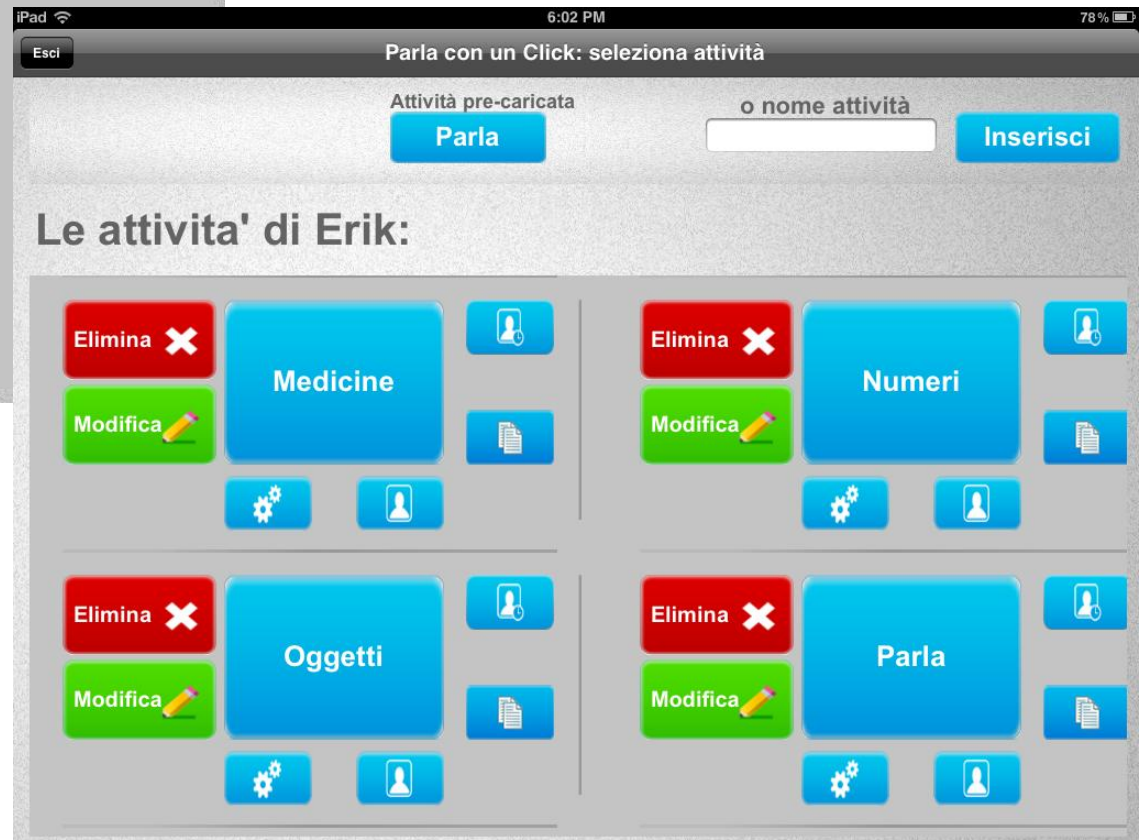 iPad 6:02 PM 78%
Esci Parla con un Click: seleziona attività
Attività pre-caricata
Parla
o nome attività
Inserisci
Le attivita' di Erik:
Elimina
Modifica
Medicine
Elimina
Modifica
Numeri
Elimina
Modifica
Oggetti
Elimina
Modifica
Parla